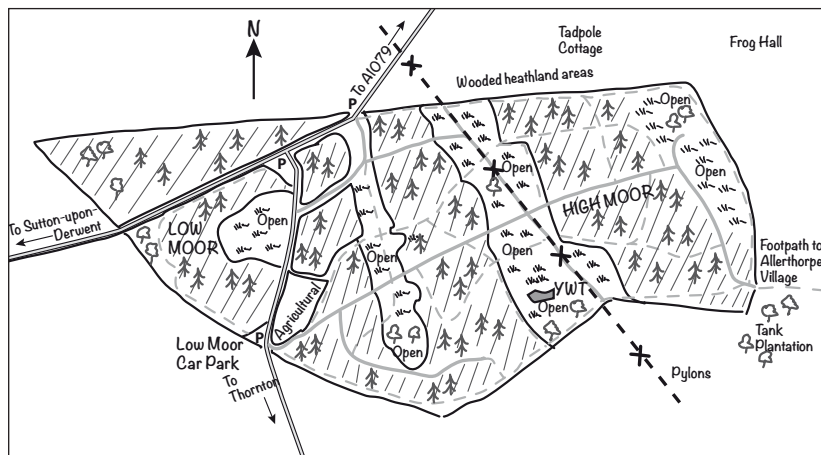 N
To A1079
Tadpole
Cottage
Frog Hall
Wooded heathland areas
P
P
Open
Open
Open
HIGH MOOR
To Sutton-upon-
Derwent
LOW
MOOR
Open
Open
Open
Footpath to
Allerthorpe
Village
YWT
Open
Agricultural
P
Low Moor
Car Park
Open
Tank
Plantation
To
Thornton
Pylons